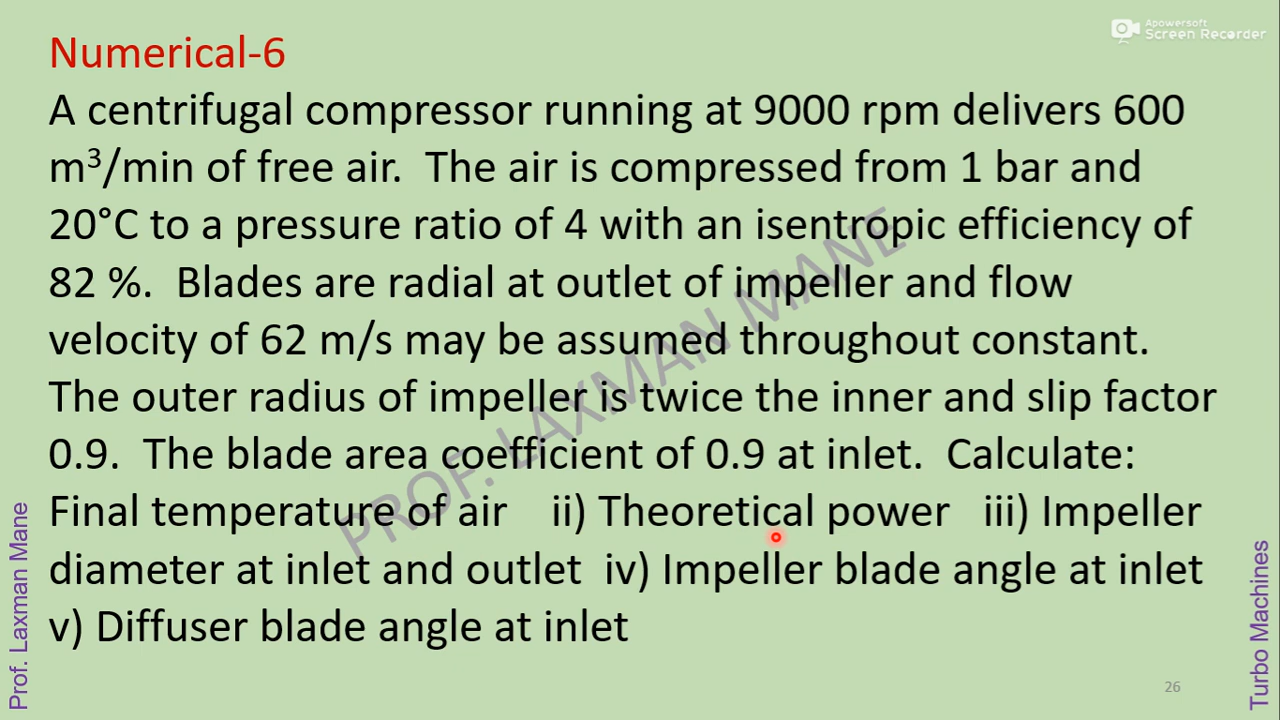 Apowersoft
Screen Recorder
Numerical-6
A centrifugal compressor running at 9000 rpm delivers 600
m³/min of free air.  The air is compressed from 1 bar and
20°C to a pressure ratio of 4 with an isentropic efficiency of
82 %.  Blades are radial at outlet of impeller and flow
velocity of 62 m/s may be assumed throughout constant.
The outer radius of impeller is twice the inner and slip factor
0.9.  The blade area coefficient of 0.9 at inlet.  Calculate:
Final temperature of air    ii) Theoretical power   iii) Impeller
diameter at inlet and outlet  iv) Impeller blade angle at inlet
v) Diffuser blade angle at inlet
PROF. LAXMAN MANE
Prof. Laxman Mane
Turbo Machines
26